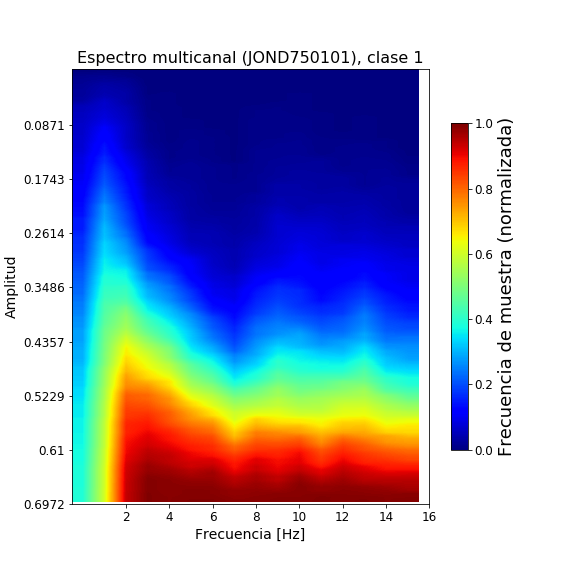 Espectro multicanal (JOND750101), clase 1
Amplitud
0.0871
0.1743
0.2614
0.3486
0.4357
0.5229
0.61
0.6972
2 4 6 8 10 12 14 16
Frecuencia [Hz]
1.0
0.8
0.6
0.4
0.2
0.0
Frecuencia de muestra (normalizada)